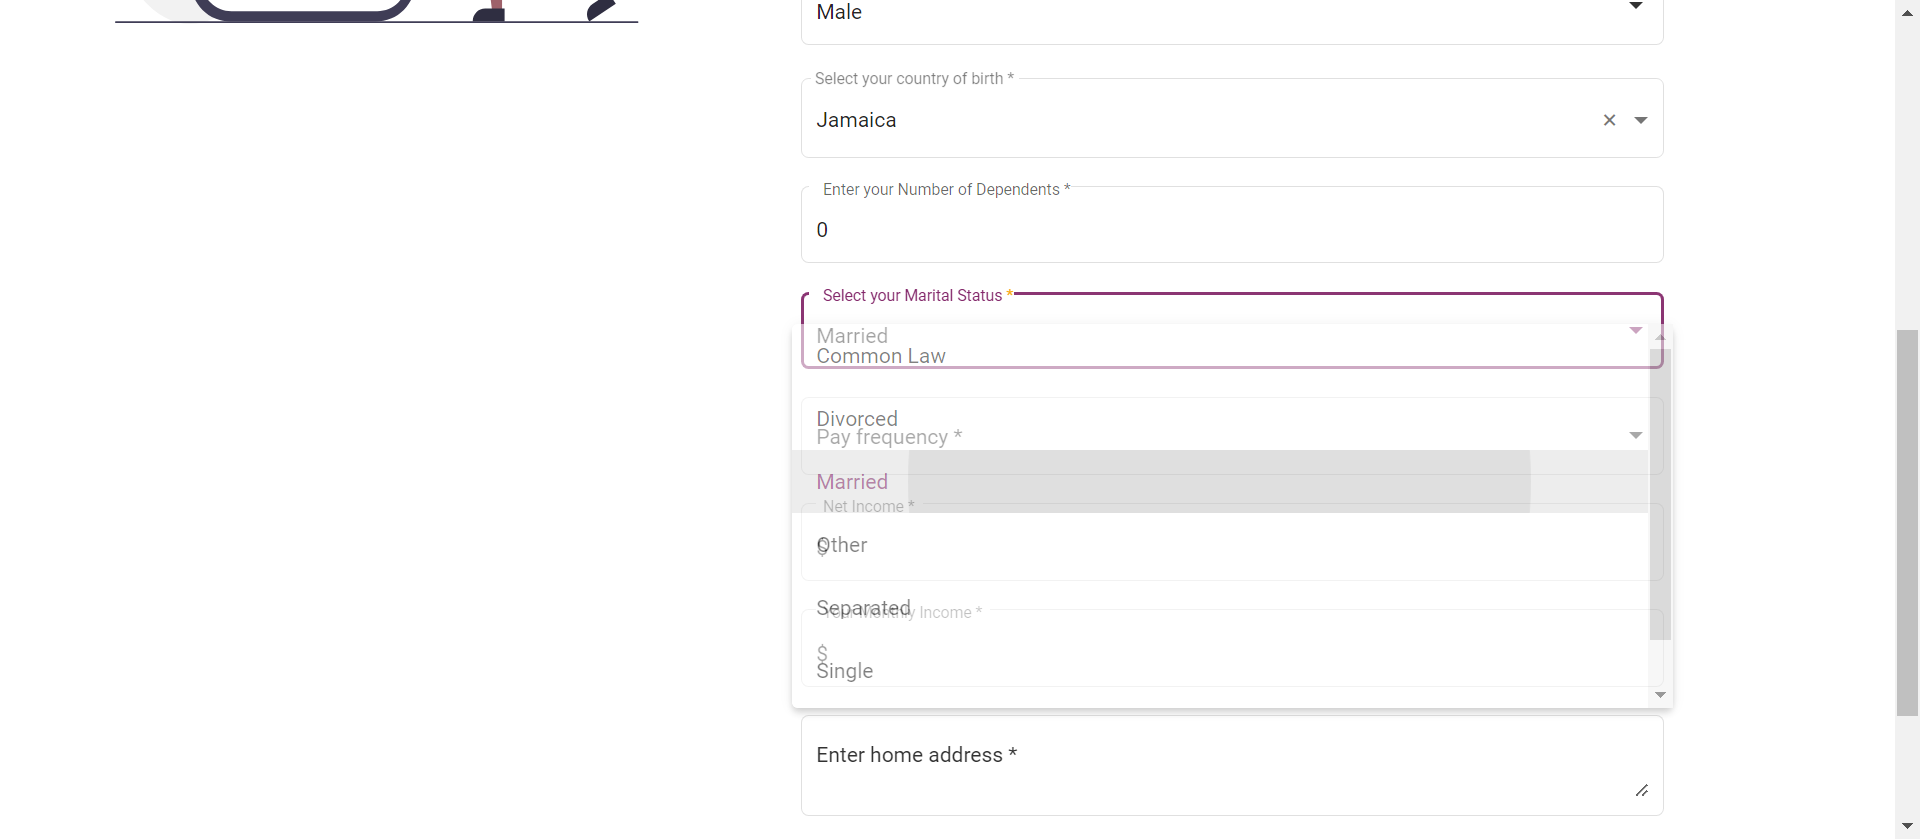 Male
Select your country of birth *
Jamaica
Enter your Number of Dependents *
0
Select your Marital Status *
Married
Common Law
Divorced
Pay frequency *
Married
Net Income *
$
Other
Separated
Your Monthly Income *
$
Single
Enter home address *